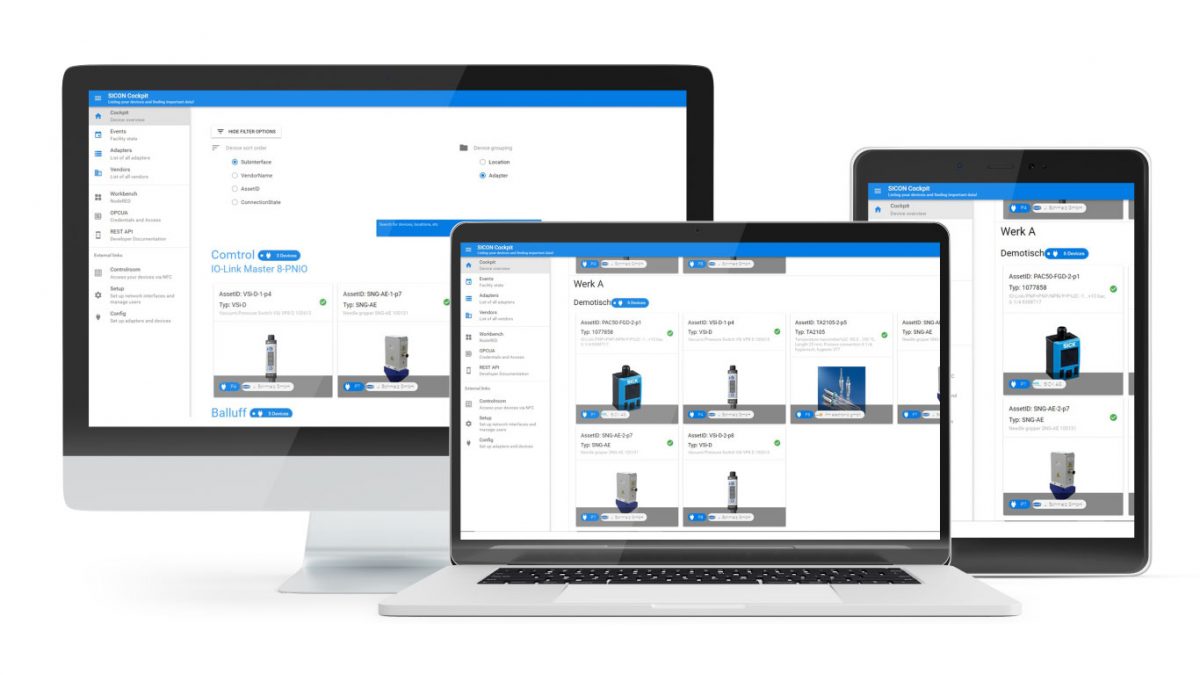 SICON Cockpit
Listing your devices and finding important data!
Cockpit
Device overview
Events
Facility state
Adapters
List of all adapters
Vendors
List of all vendors
Workbench
NodeRED
OPCUA
Credentials and Access
REST API
Developer Documentation
External links
Controlroom
Access your devices via NFC
Setup
Set up network interfaces and
manage users
Config
Set up adapters and devices
HIDE FILTER OPTIONS
Device sort order
Subinterface
VendorName
AssetID
ConnectionState
Device grouping
Location
Adapter
Search for devices, locations, etc
Comtrol
3 Devices
IO-Link Master 8-PNIO
AssetID: VSi-D-1-p4
Typ: VSi-D
Vacuum/Pressure Switch VSi VP8 D 100013
P4
J. Schmalz GmbH
AssetID: SNG-AE-1-p7
Typ: SNG-AE
Needle gripper SNG-AE 100131
P7
J. Schmalz GmbH
Balluff
5 Devices
SICON Cockpit
Listing your devices and finding important data!
Cockpit
Device overview
Events
Facility state
Adapters
List of all adapters
Vendors
List of all vendors
Workbench
NodeRED
OPCUA
Credentials and Access
REST API
Developer Documentation
External links
Controlroom
Access your devices via NFC
Setup
Set up network interfaces and
manage users
Config
Set up adapters and devices
J. Schmalz GmbH
J. Schmalz GmbH
Werk A
Demotisch
AssetID: PAC50-FGD-2-p1
Typ: 1077858
SICK
P1
SICK AG
AssetID: VSi-D-1-p4
Typ: VSi-D
Vacuum/Pressure Switch VSi VP8 D 100013
P4
J. Schmalz GmbH
AssetID: TA2105-2-p5
Typ: TA2105
ifm electronic gmbh
AssetID: SNG-A
Typ: SNG-AE
Needle gripper
P7
AssetID: SNG-AE-2-p7
Typ: SNG-AE
Needle gripper SNG-AE 100131
P7
J. Schmalz GmbH
AssetID: VSi-D-2-p8
Typ: VSi-D
Vacuum/Pressure Switch VSi VP8 D 100013
J. Schmalz GmbH
SICON Cockpit
Listing your devices and finding important data!
Cockpit
Device overview
P4
J. Schmalz GmbH
Werk A
Demotisch
AssetID: PAC50-FGD-2-p1
Typ: 1077858
SICK
P1
SICK AG
AssetID: SNG-AE-2-p7
Typ: SNG-AE
Needle gripper SNG-AE 100131
P7
J. Schmalz GmbH